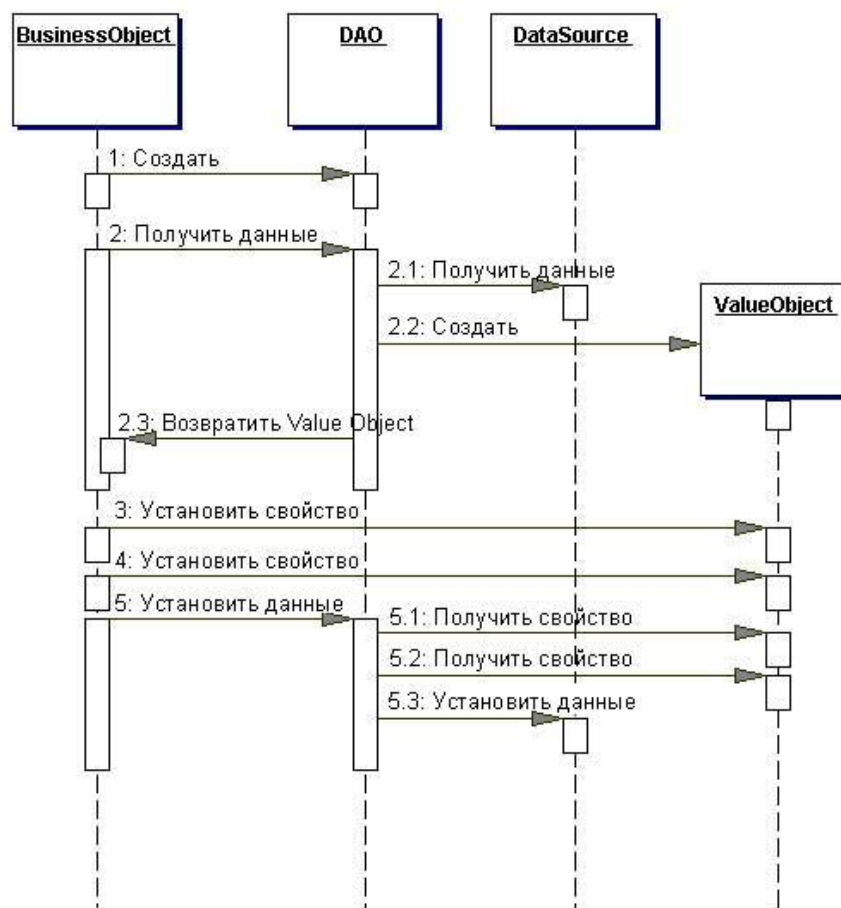 BusinessObject
DAO
DataSource
1: Создать
2: Получить данные
2.1: Получить данные
ValueObject
2.2: Создать
2.3: Возвратить Value Object
3: Установить свойство
4: Установить свойство
5: Установить данные
5.1: Получить свойство
5.2: Получить свойство
5.3: Установить данные